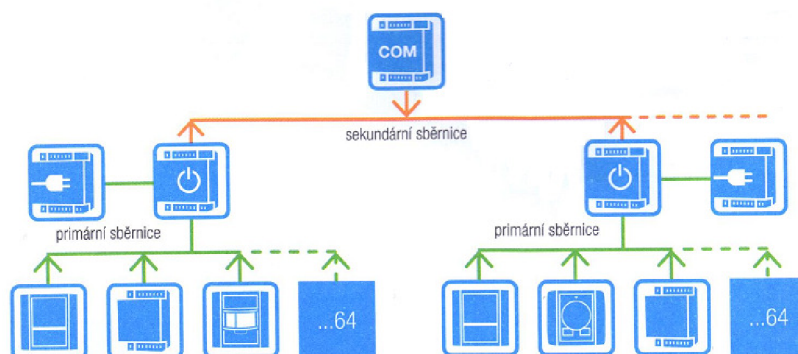 COM
sekundární sběrnice
primární sběrnice
primární sběrnice
...64
...64